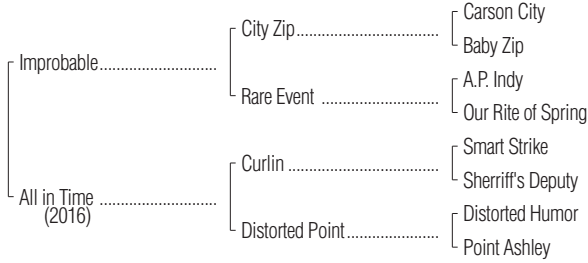 Carson City
City Zip
Baby Zip
Improbable
A.P. Indy
Rare Event
Our Rite of Spring
Smart Strike
Curlin
Sherriff's Deputy
All in Time
(2016)
Distorted Humor
Distorted Point
Point Ashley